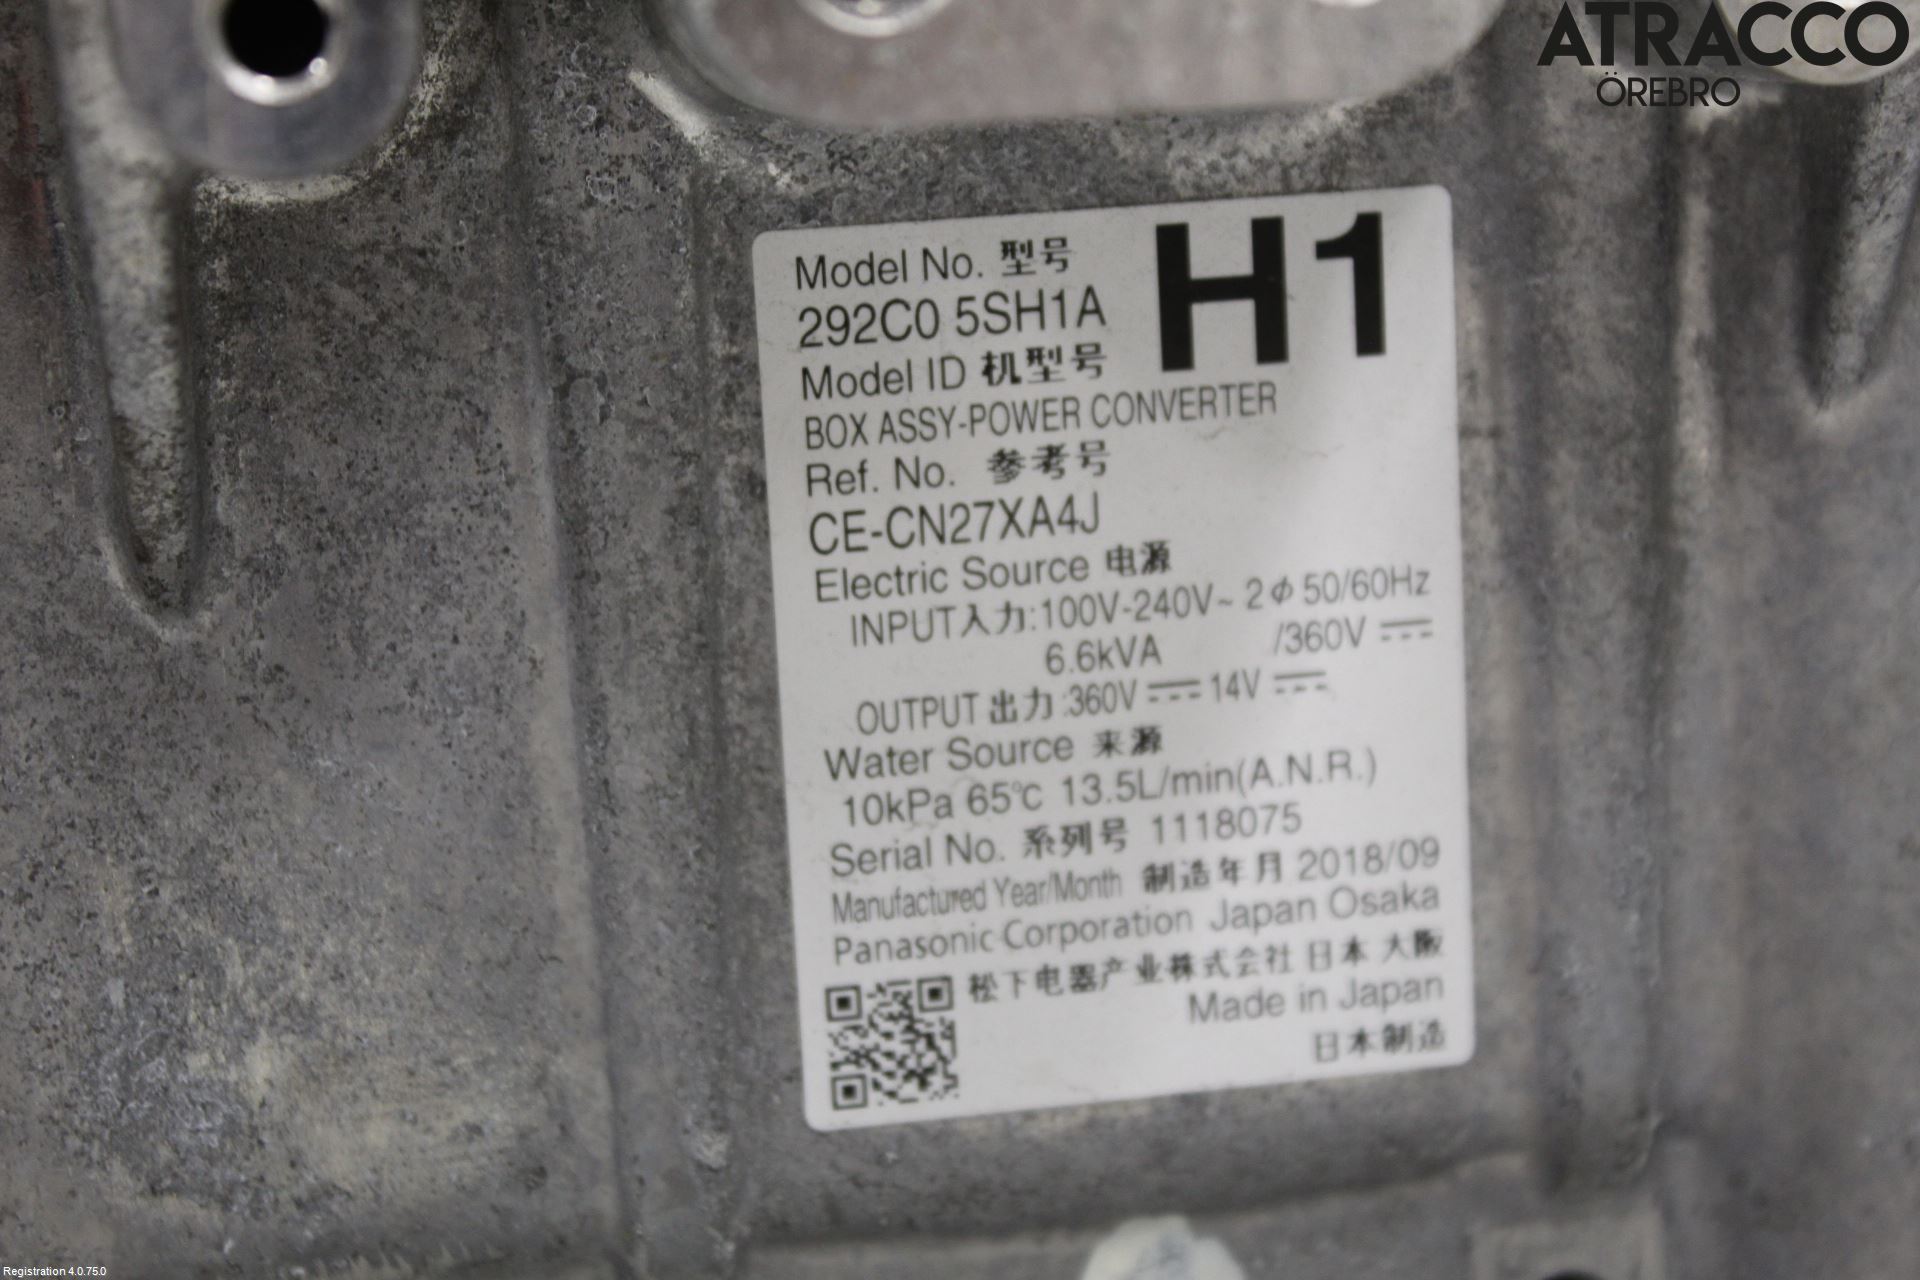 ATRACCO
ÖREBRO
Model No. 型号
H1
292C0 5SH1A
Model ID 机型号
BOX ASSY-POWER CONVERTER
Ref. No. 参考号
CE-CN27XA4J
Electric Source 电源
INPUT入力:100V-240V~ 2φ 50/60Hz
6.6kVA /360V ⎓
OUTPUT 出力:360V ⎓ 14V ⎓
Water Source 来源
10kPa 65℃ 13.5L/min(A.N.R.)
Serial No. 系列号 1118075
Manufactured Year/Month 制造年月 2018/09
Panasonic Corporation Japan Osaka
松下电器产业株式会社 日本 大阪
Made in Japan
日本制造
Registration 4.0.75.0